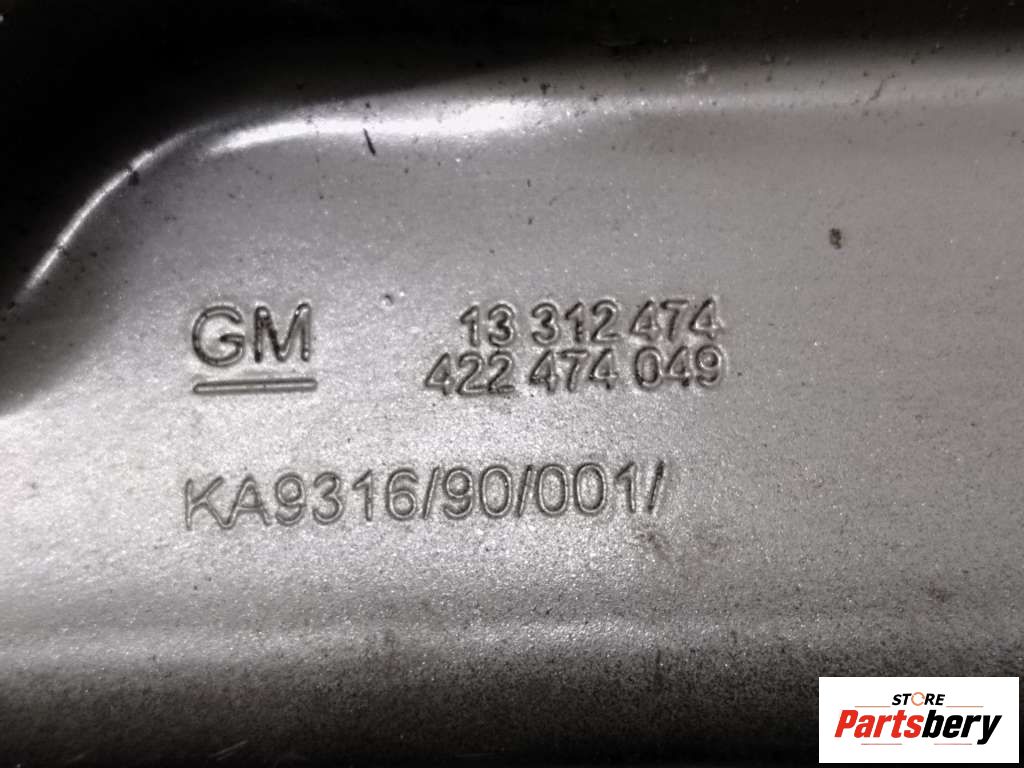 GM
13 312 474
422 474 049
KA9316/90/001/
STORE
Partsbery